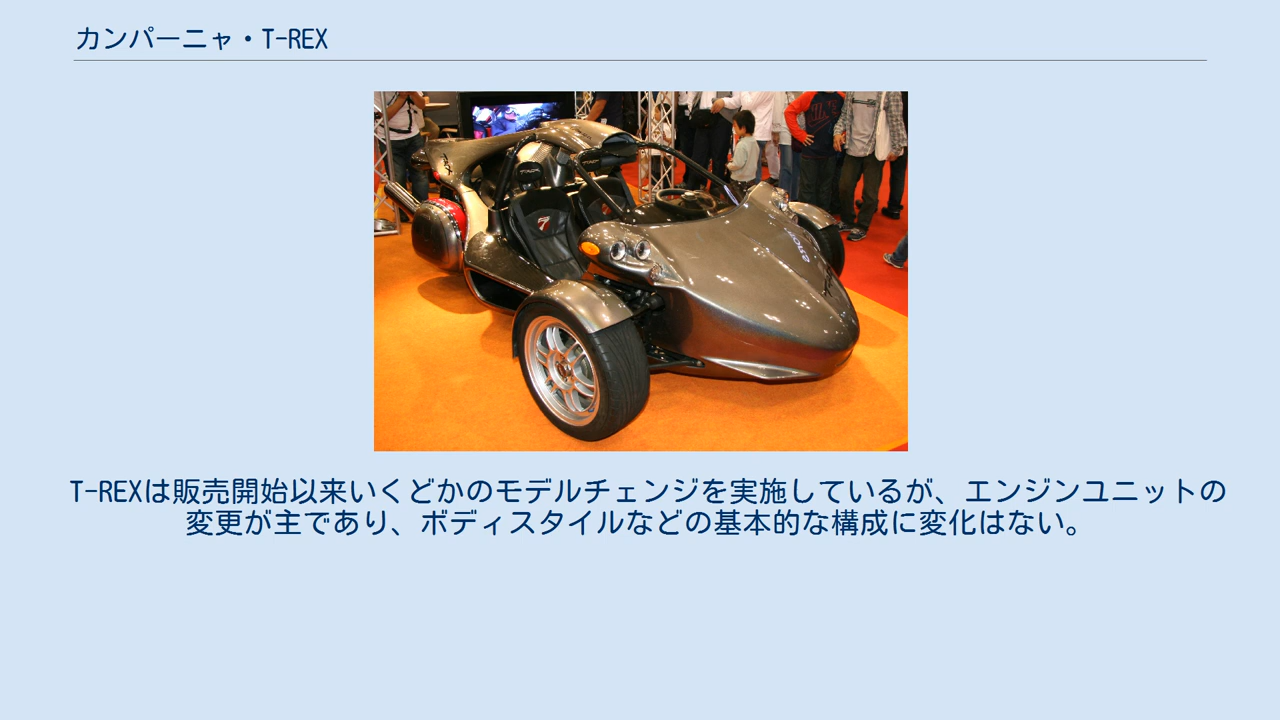 カンパーニャ・T-REX
T-REXは販売開始以来いくどかのモデルチェンジを実施しているが、エンジンユニットの
変更が主であり、ボディスタイルなどの基本的な構成に変化はない。